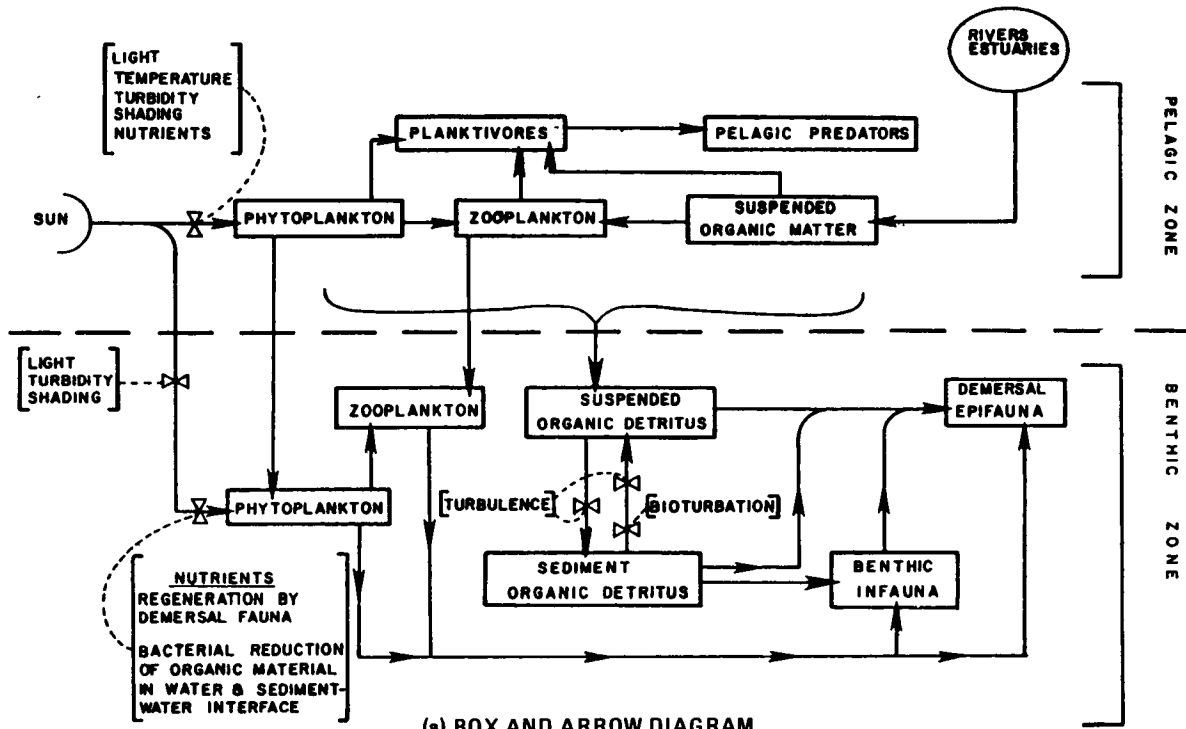 RIVERS
ESTUARIES
LIGHT
TEMPERATURE
TURBIDITY
SHADING
NUTRIENTS
PLANKTIVORES
PELAGIC PREDATORS
PELAGIC ZONE
SUN
PHYTOPLANKTON
ZOOPLANKTON
SUSPENDED
ORGANIC MATTER
LIGHT
TURBIDITY
SHADING
ZOOPLANKTON
SUSPENDED
ORGANIC DETRITUS
DEMERSAL
EPIFAUNA
BENTHIC ZONE
PHYTOPLANKTON
TURBULENCE
BIOTURBATION
SEDIMENT
ORGANIC DETRITUS
BENTHIC
INFAUNA
NUTRIENTS
REGENERATION BY
DEMERSAL FAUNA
BACTERIAL REDUCTION
OF ORGANIC MATERIAL
IN WATER & SEDIMENT-
WATER INTERFACE
(a) BOX AND ARROW DIAGRAM